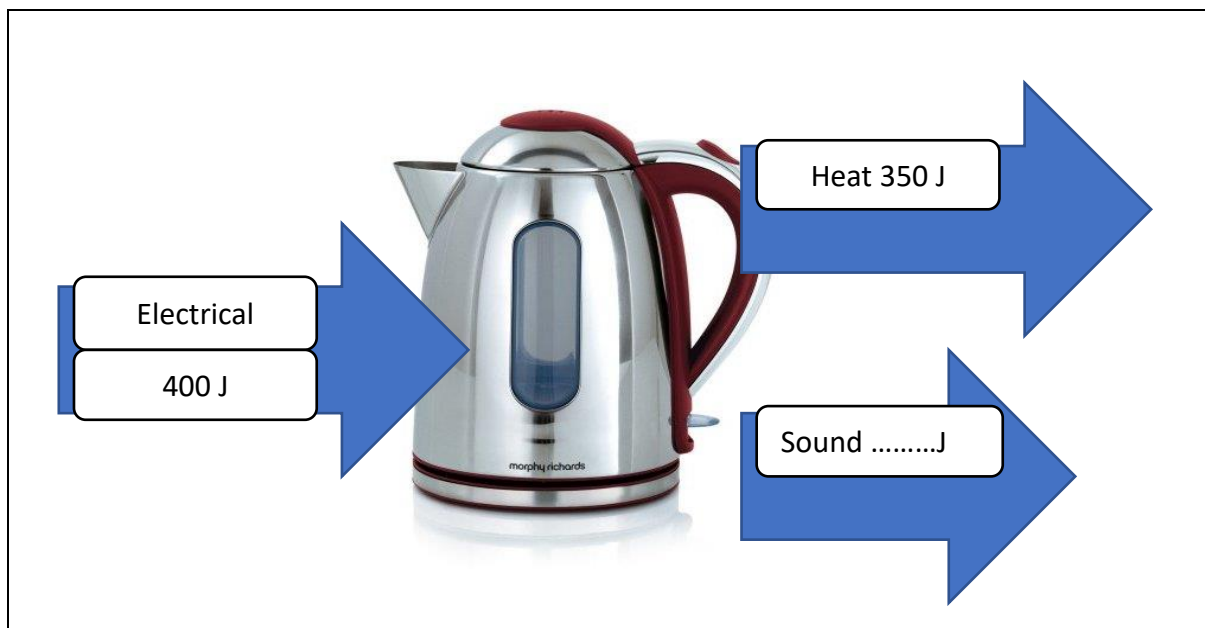 Electrical
400 J
morphy richards
Heat 350 J
Sound ………J